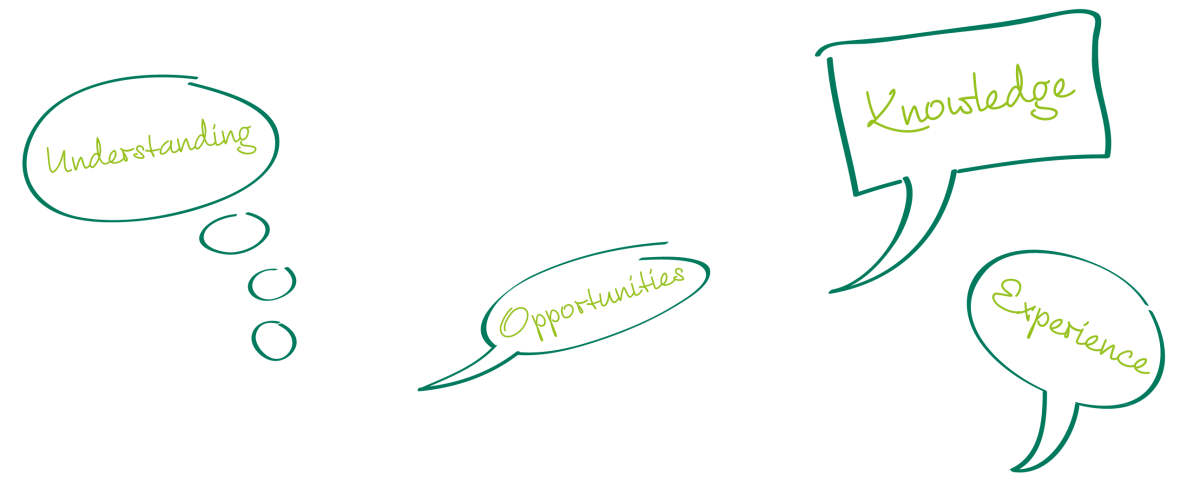 Understanding
Opportunities
Knowledge
Experience